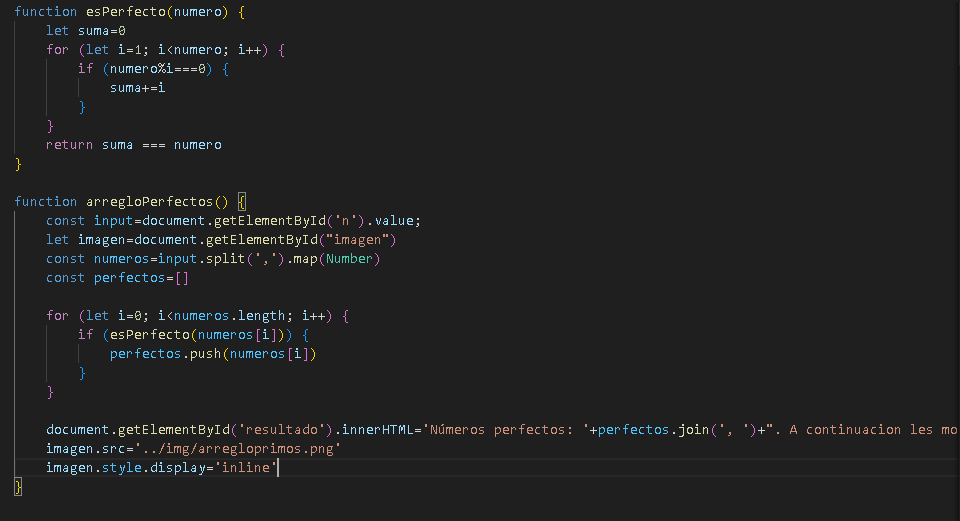 function esPerfecto(numero) {
    let suma=0
    for (let i=1; i<numero; i++) {
        if (numero%i===0) {
            suma+=i
        }
    }
    return suma === numero
}
function arregloPerfectos() {
    const input=document.getElementById('n').value;
    let imagen=document.getElementById("imagen")
    const numeros=input.split(',').map(Number)
    const perfectos=[]
    for (let i=0; i<numeros.length; i++) {
        if (esPerfecto(numeros[i])) {
            perfectos.push(numeros[i])
        }
    }
    document.getElementById('resultado').innerHTML='Números perfectos: '+perfectos.join(', ')+". A continuacion les mo
    imagen.src='../img/arregloprimos.png'
    imagen.style.display='inline'
}